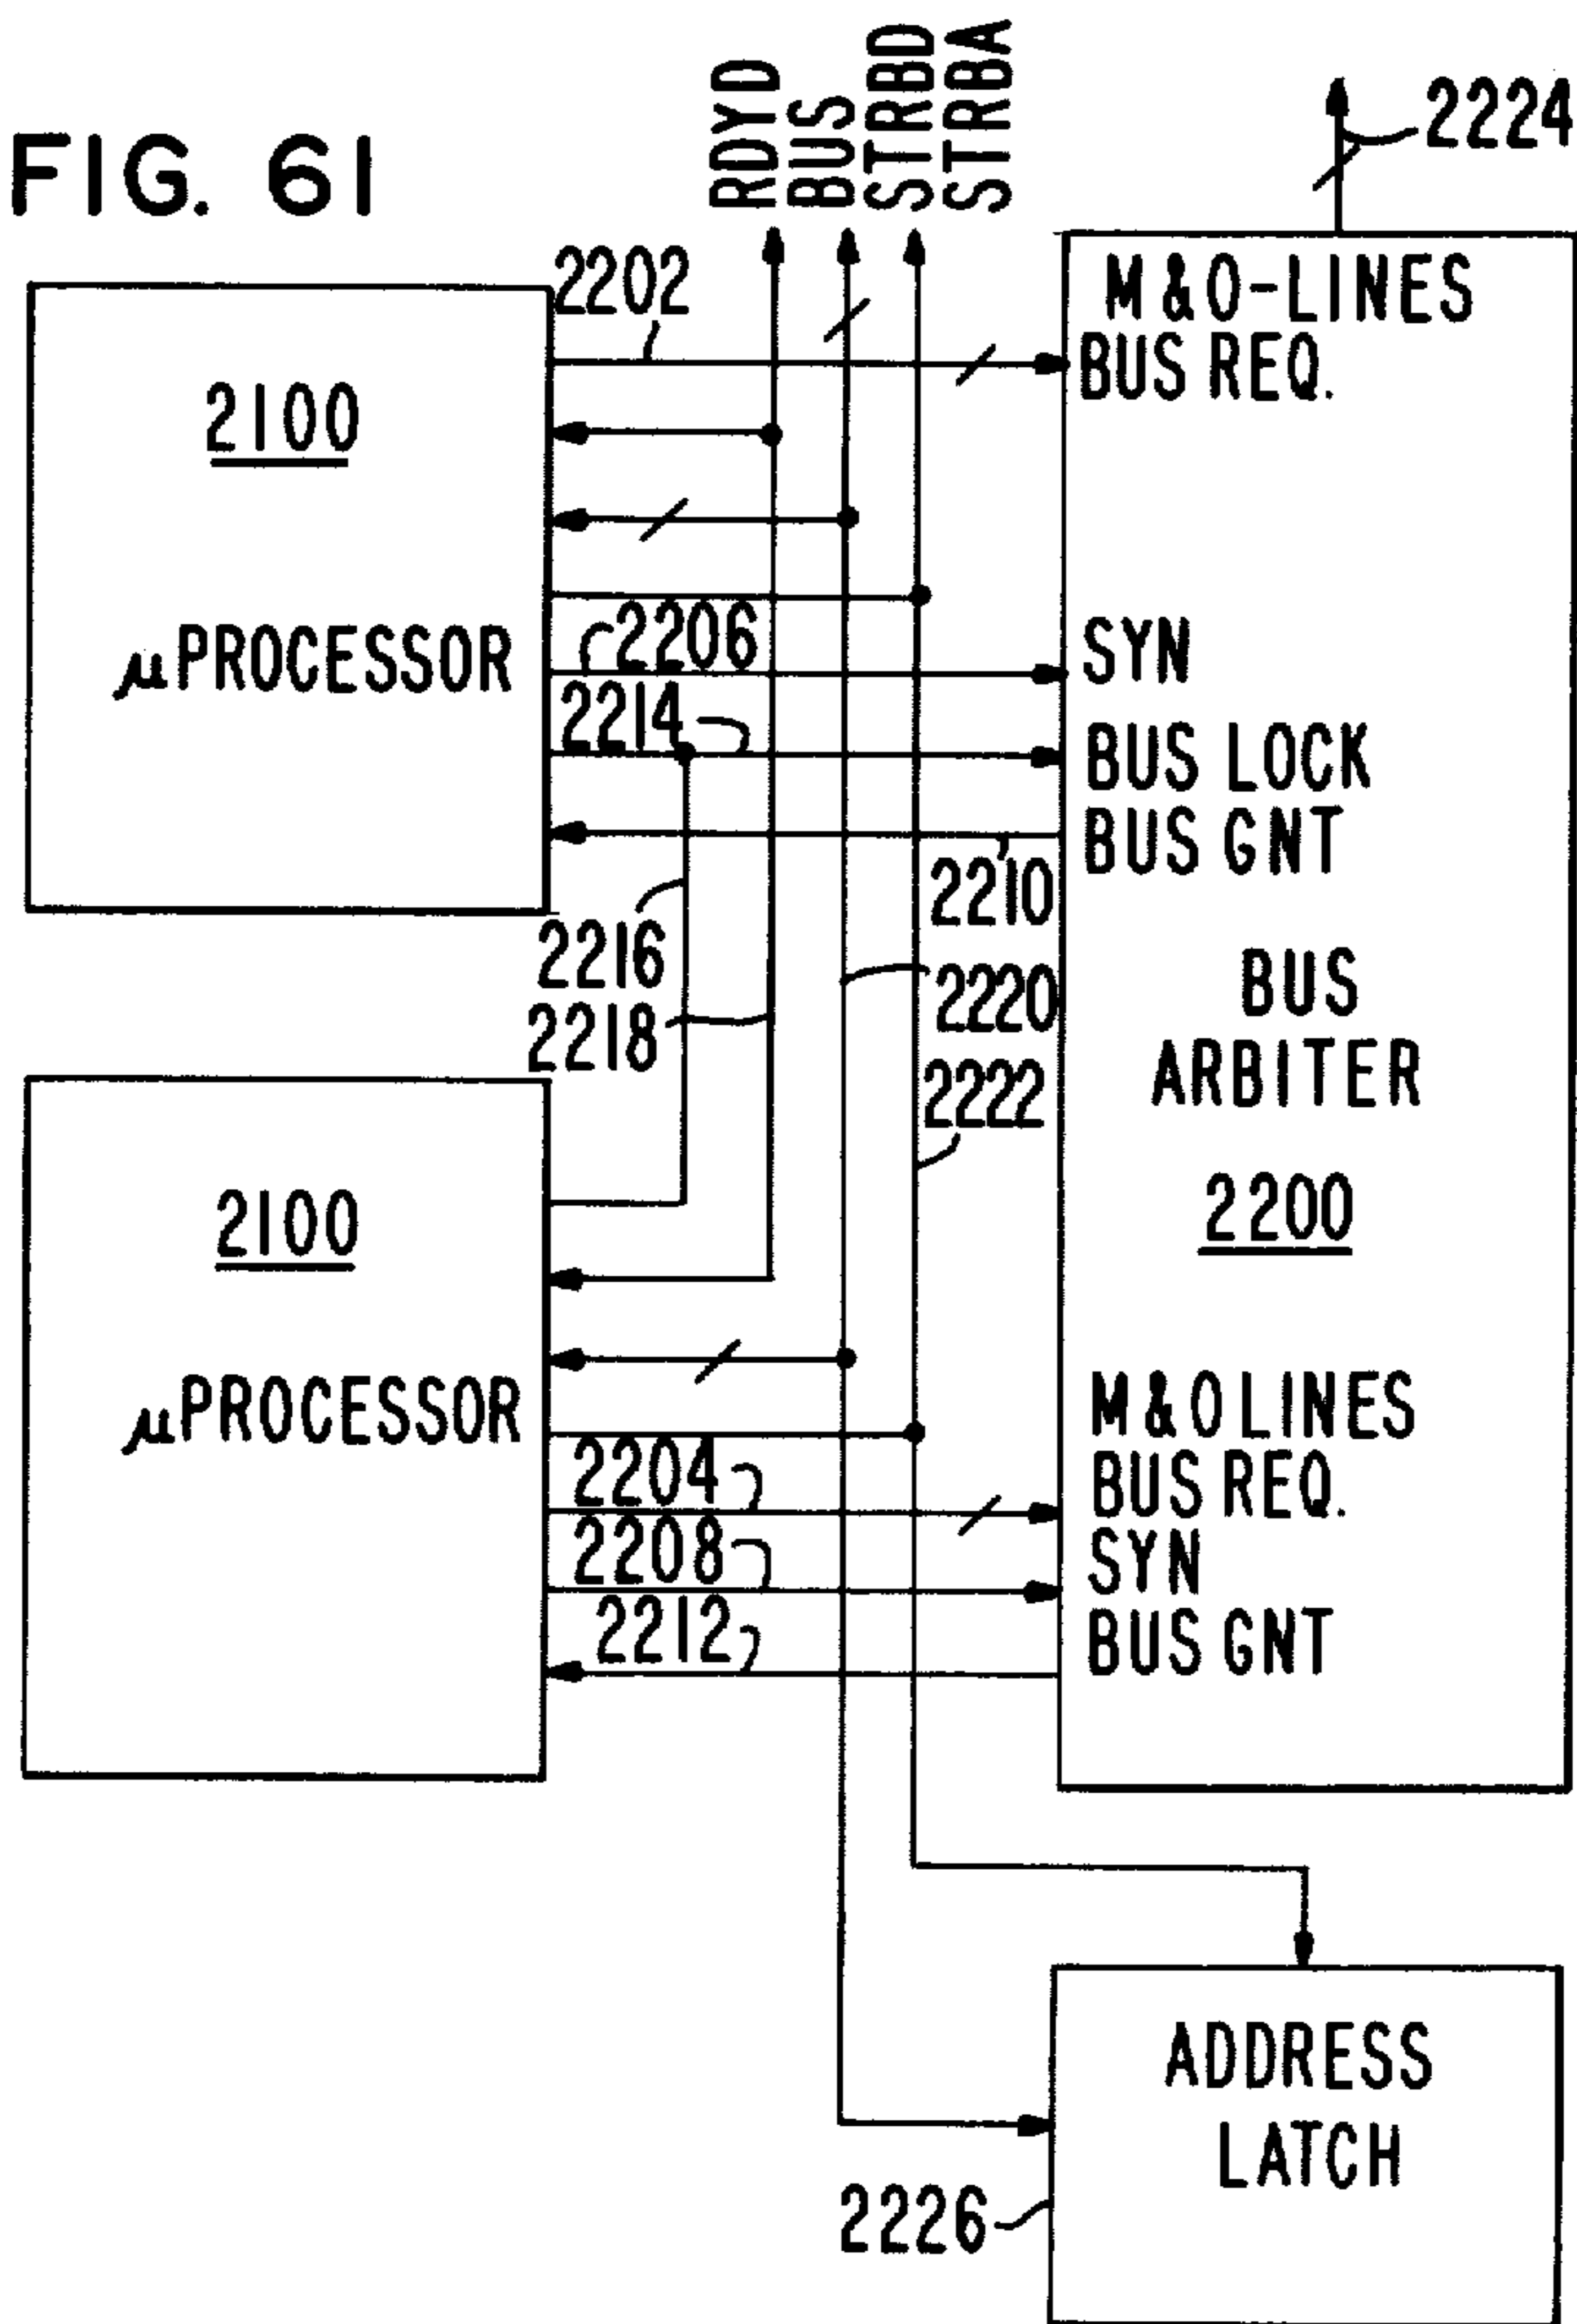 FIG. 61
RDYD
BUS
STRBD
STRBA
2224
2202
M & O-LINES
BUS REQ.
2100
µPROCESSOR
2206
SYN
2214
BUS LOCK
BUS GNT
2210
2216
2218
2220
2222
BUS
ARBITER
2200
2100
µPROCESSOR
M & O LINES
2204
BUS REQ.
2208
SYN
2212
BUS GNT
ADDRESS
LATCH
2226